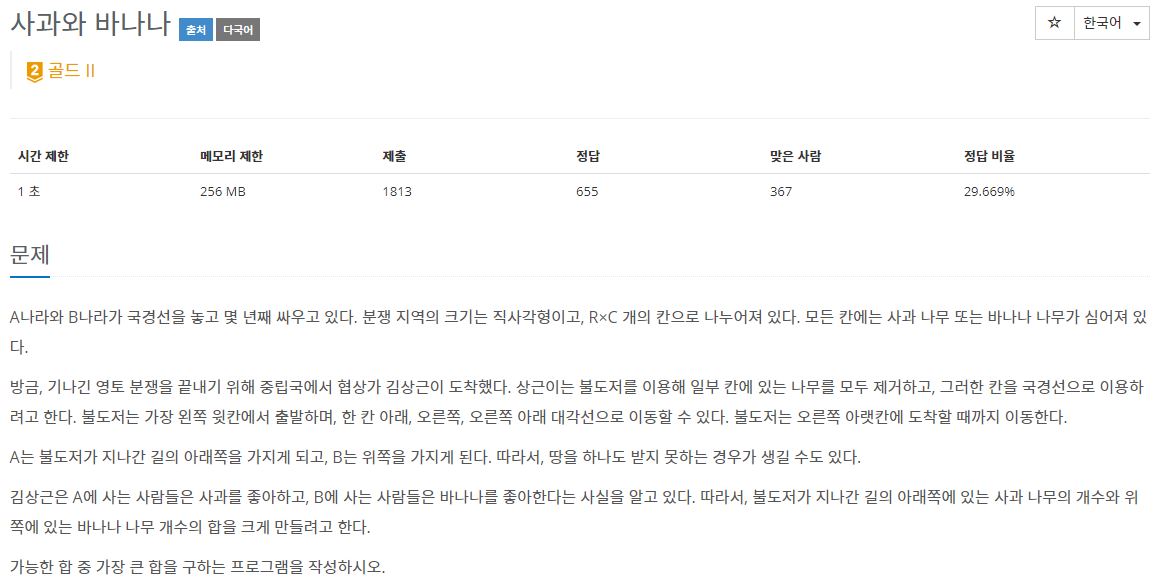 사과와 바나나 출처 다국어
☆ 한국어
2 골드 II
시간 제한 메모리 제한 제출 정답 맞은 사람 정답 비율
1 초 256 MB 1813 655 367 29.669%
문제
A나라와 B나라가 국경선을 놓고 몇 년째 싸우고 있다. 분쟁 지역의 크기는 직사각형이고, R×C 개의 칸으로 나누어져 있다. 모든 칸에는 사과 나무 또는 바나나 나무가 심어져 있
다.
방금, 기나긴 영토 분쟁을 끝내기 위해 중립국에서 협상가 김상근이 도착했다. 상근이는 불도저를 이용해 일부 칸에 있는 나무를 모두 제거하고, 그러한 칸을 국경선으로 이용하
려고 한다. 불도저는 가장 왼쪽 윗칸에서 출발하며, 한 칸 아래, 오른쪽, 오른쪽 아래 대각선으로 이동할 수 있다. 불도저는 오른쪽 아랫칸에 도착할 때까지 이동한다.
A는 불도저가 지나간 길의 아래쪽을 가지게 되고, B는 위쪽을 가지게 된다. 따라서, 땅을 하나도 받지 못하는 경우가 생길 수도 있다.
김상근은 A에 사는 사람들은 사과를 좋아하고, B에 사는 사람들은 바나나를 좋아한다는 사실을 알고 있다. 따라서, 불도저가 지나간 길의 아래쪽에 있는 사과 나무의 개수와 위
쪽에 있는 바나나 나무 개수의 합을 크게 만들려고 한다.
가능한 합 중 가장 큰 합을 구하는 프로그램을 작성하시오.